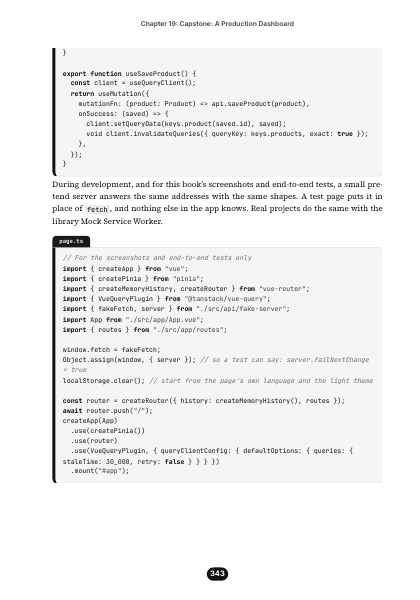 Chapter 19: Capstone: A Production Dashboard
}
export function useSaveProduct() {
const client = useQueryClient();
return useMutation({
mutationFn: (product: Product) => api.saveProduct(product),
onSuccess: (saved) => {
client.setQueryData(keys.product(saved.id), saved);
void client.invalidateQueries({ queryKey: keys.products, exact: true });
},
});
}
During development, and for this book's screenshots and end-to-end tests, a small pre-
tend server answers the same addresses with the same shapes. A test page puts it in
place of fetch, and nothing else in the app knows. Real projects do the same with the
library Mock Service Worker.
page.ts
// For the screenshots and end-to-end tests only
import { createApp } from "vue";
import { createPinia } from "pinia";
import { createMemoryHistory, createRouter } from "vue-router";
import { VueQueryPlugin } from "@tanstack/vue-query";
import { fakeFetch, server } from "./src/api/fake-server";
import App from "./src/app/App.vue";
import { routes } from "./src/app/routes";
window.fetch = fakeFetch;
Object.assign(window, { server }); // so a test can say: server.failNextChange
= true
localStorage.clear(); // start from the page's own language and the light theme
const router = createRouter({ history: createMemoryHistory(), routes });
await router.push("/");
createApp(App)
.use(createPinia())
.use(router)
.use(VueQueryPlugin, { queryClientConfig: { defaultOptions: { queries: {
staleTime: 30_000, retry: false } } } })
.mount("#app");
343